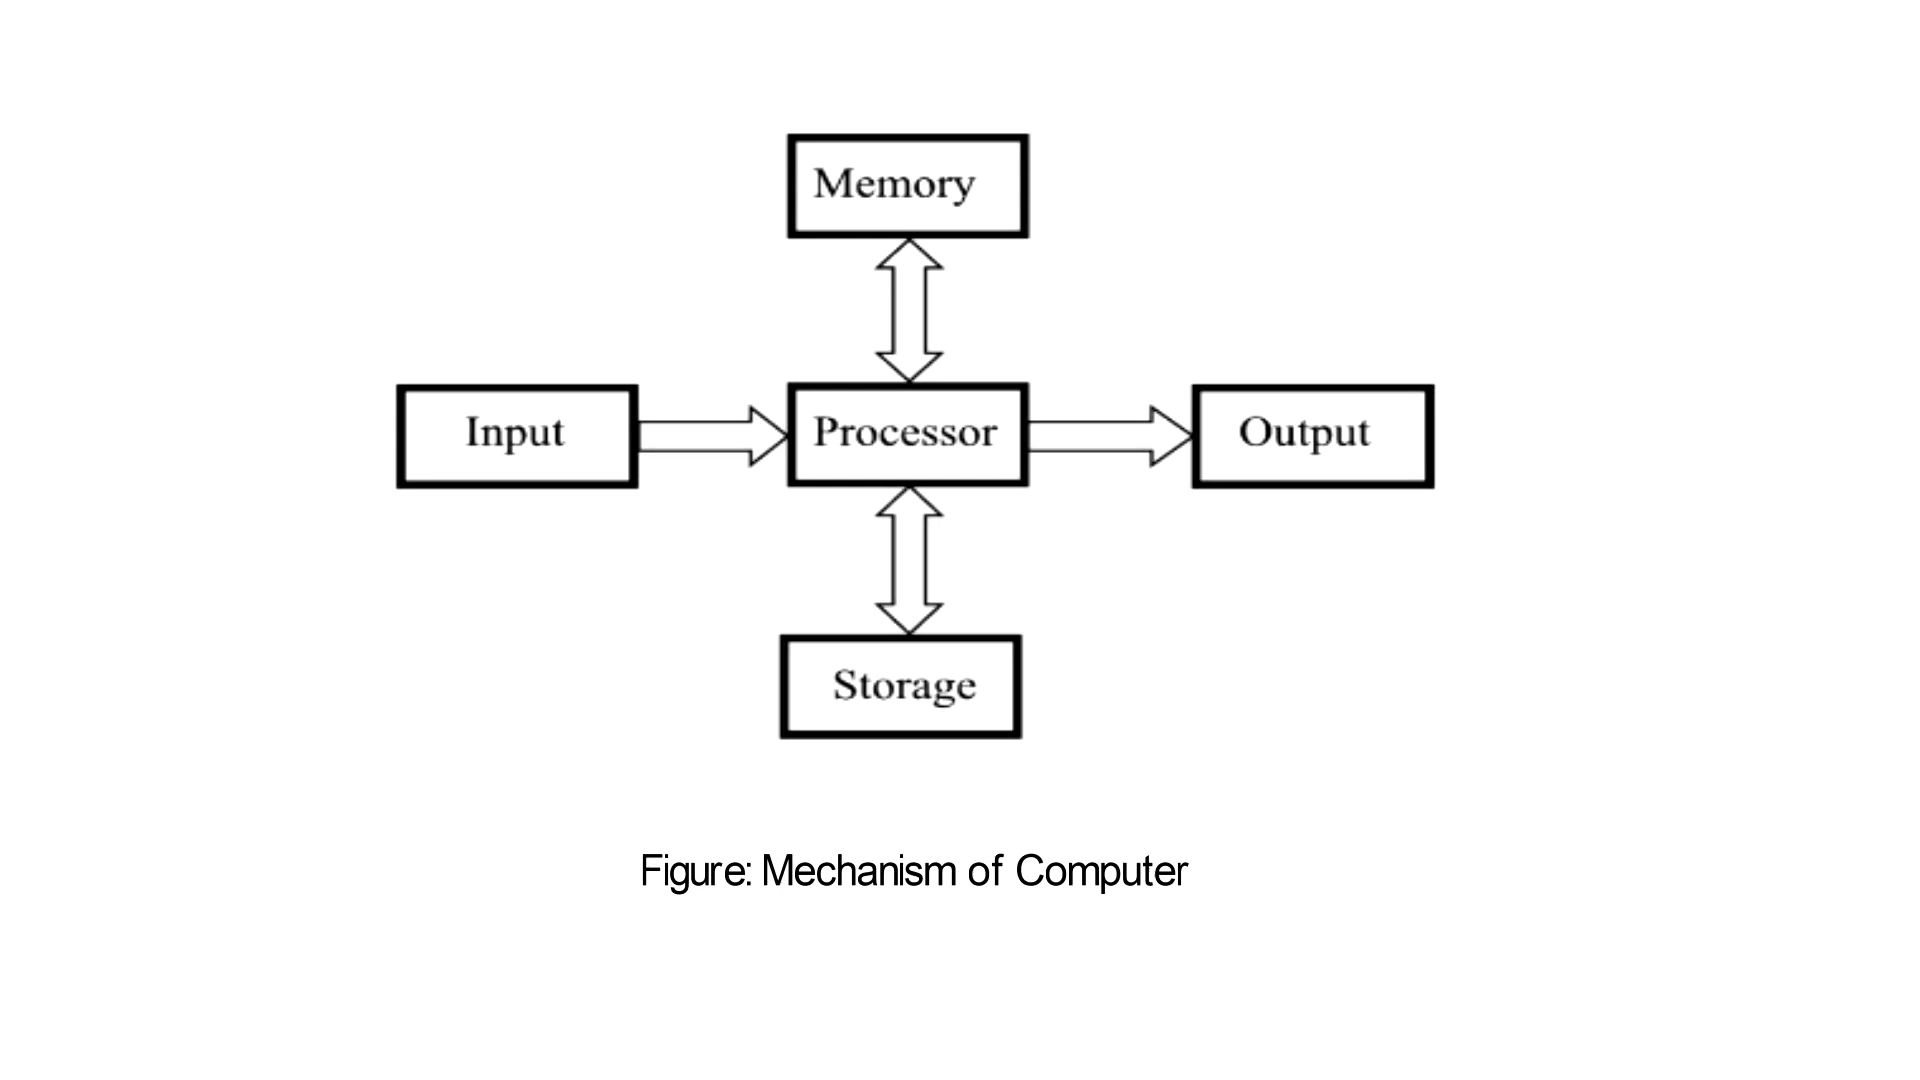 Memory
Input
Processor
Output
Storage
Figure: Mechanism of Computer